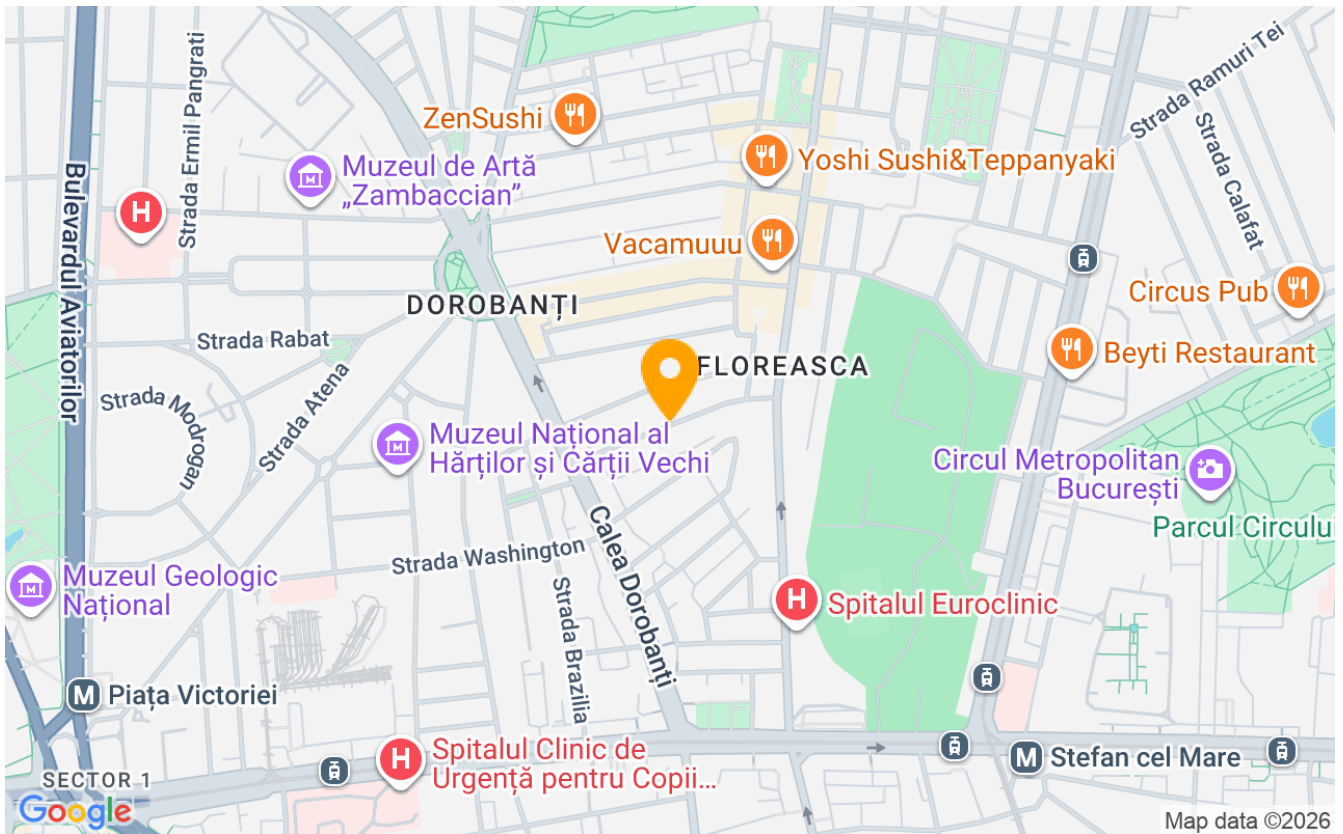 Strada Ermil Pangrati
Bulevardul Aviatorilor
H
ZenSushi
Muzeul de Artă
„Zambaccian”
Yoshi Sushi&Teppanyaki
Vacamuuu
Strada Ramuri Tei
Strada Calafat
Circus Pub
DOROBANȚI
Strada Rabat
Strada Atena
Strada Modrogan
FLOREASCA
Beyti Restaurant
Muzeul Național al
Hărților și Cărții Vechi
Circul Metropolitan
București
Parcul Circulu
Strada Washington
Calea Dorobanți
Strada Brazilia
Muzeul Geologic
Național
H
Spitalul Euroclinic
M
Piața Victoriei
H
Spitalul Clinic de
Urgență pentru Copii...
M
Stefan cel Mare
SECTOR 1
Google
Map data ©2026